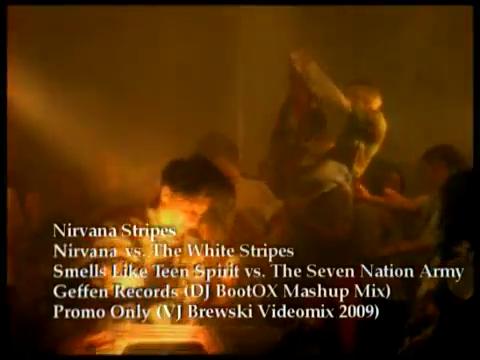 Nirvana Stripes
Nirvana vs. The White Stripes
Smells Like Teen Spirit vs. The Seven Nation Army
Geffen Records (DJ BootOX Mashup Mix)
Promo Only (VJ Brewski Videomix 2009)